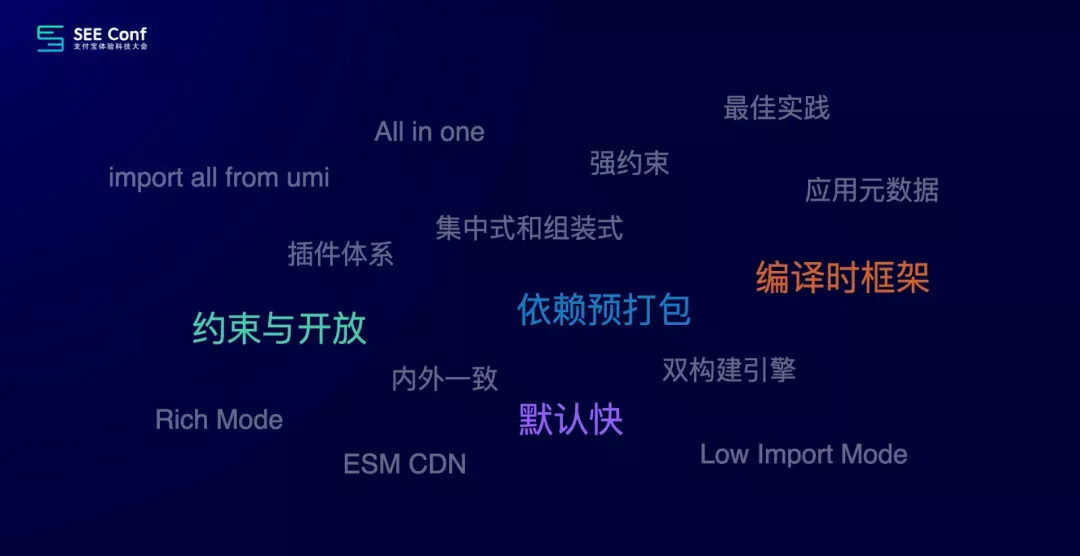 SEE Conf
支付宝体验科技大会
最佳实践
All in one
强约束
import all from umi
应用元数据
集中式和组装式
插件体系
编译时框架
依赖预打包
约束与开放
双构建引擎
内外一致
Rich Mode
默认快
Low Import Mode
ESM CDN